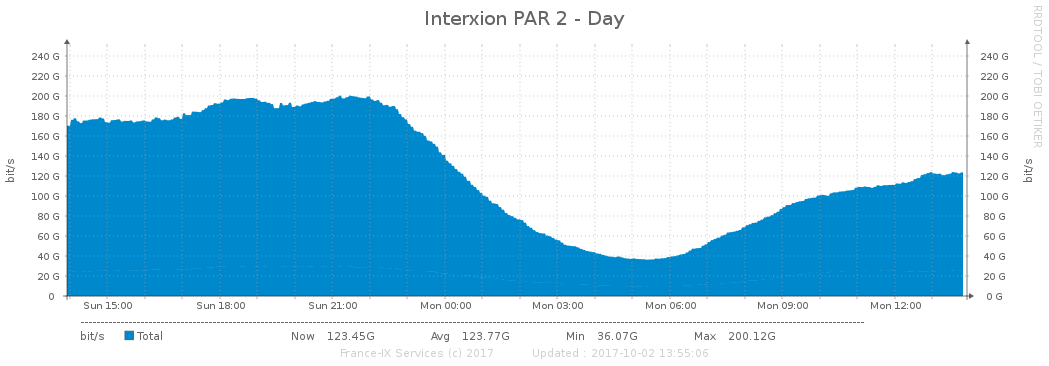 Interxion PAR 2 - Day
RRDTOOL / TOBI OETIKER
240 G 240 G
220 G 220 G
200 G 200 G
180 G 180 G
160 G 160 G
140 G 140 G
120 G 120 G
100 G 100 G
80 G 80 G
60 G 60 G
40 G 40 G
20 G 20 G
0 0 G
bit/s
bit/s
Sun 15:00 Sun 18:00 Sun 21:00 Mon 00:00 Mon 03:00 Mon 06:00 Mon 09:00 Mon 12:00
bit/s Total Now 123.45G Avg 123.77G Min 36.07G Max 200.12G
France-IX Services (c) 2017 Updated : 2017-10-02 13:55:06